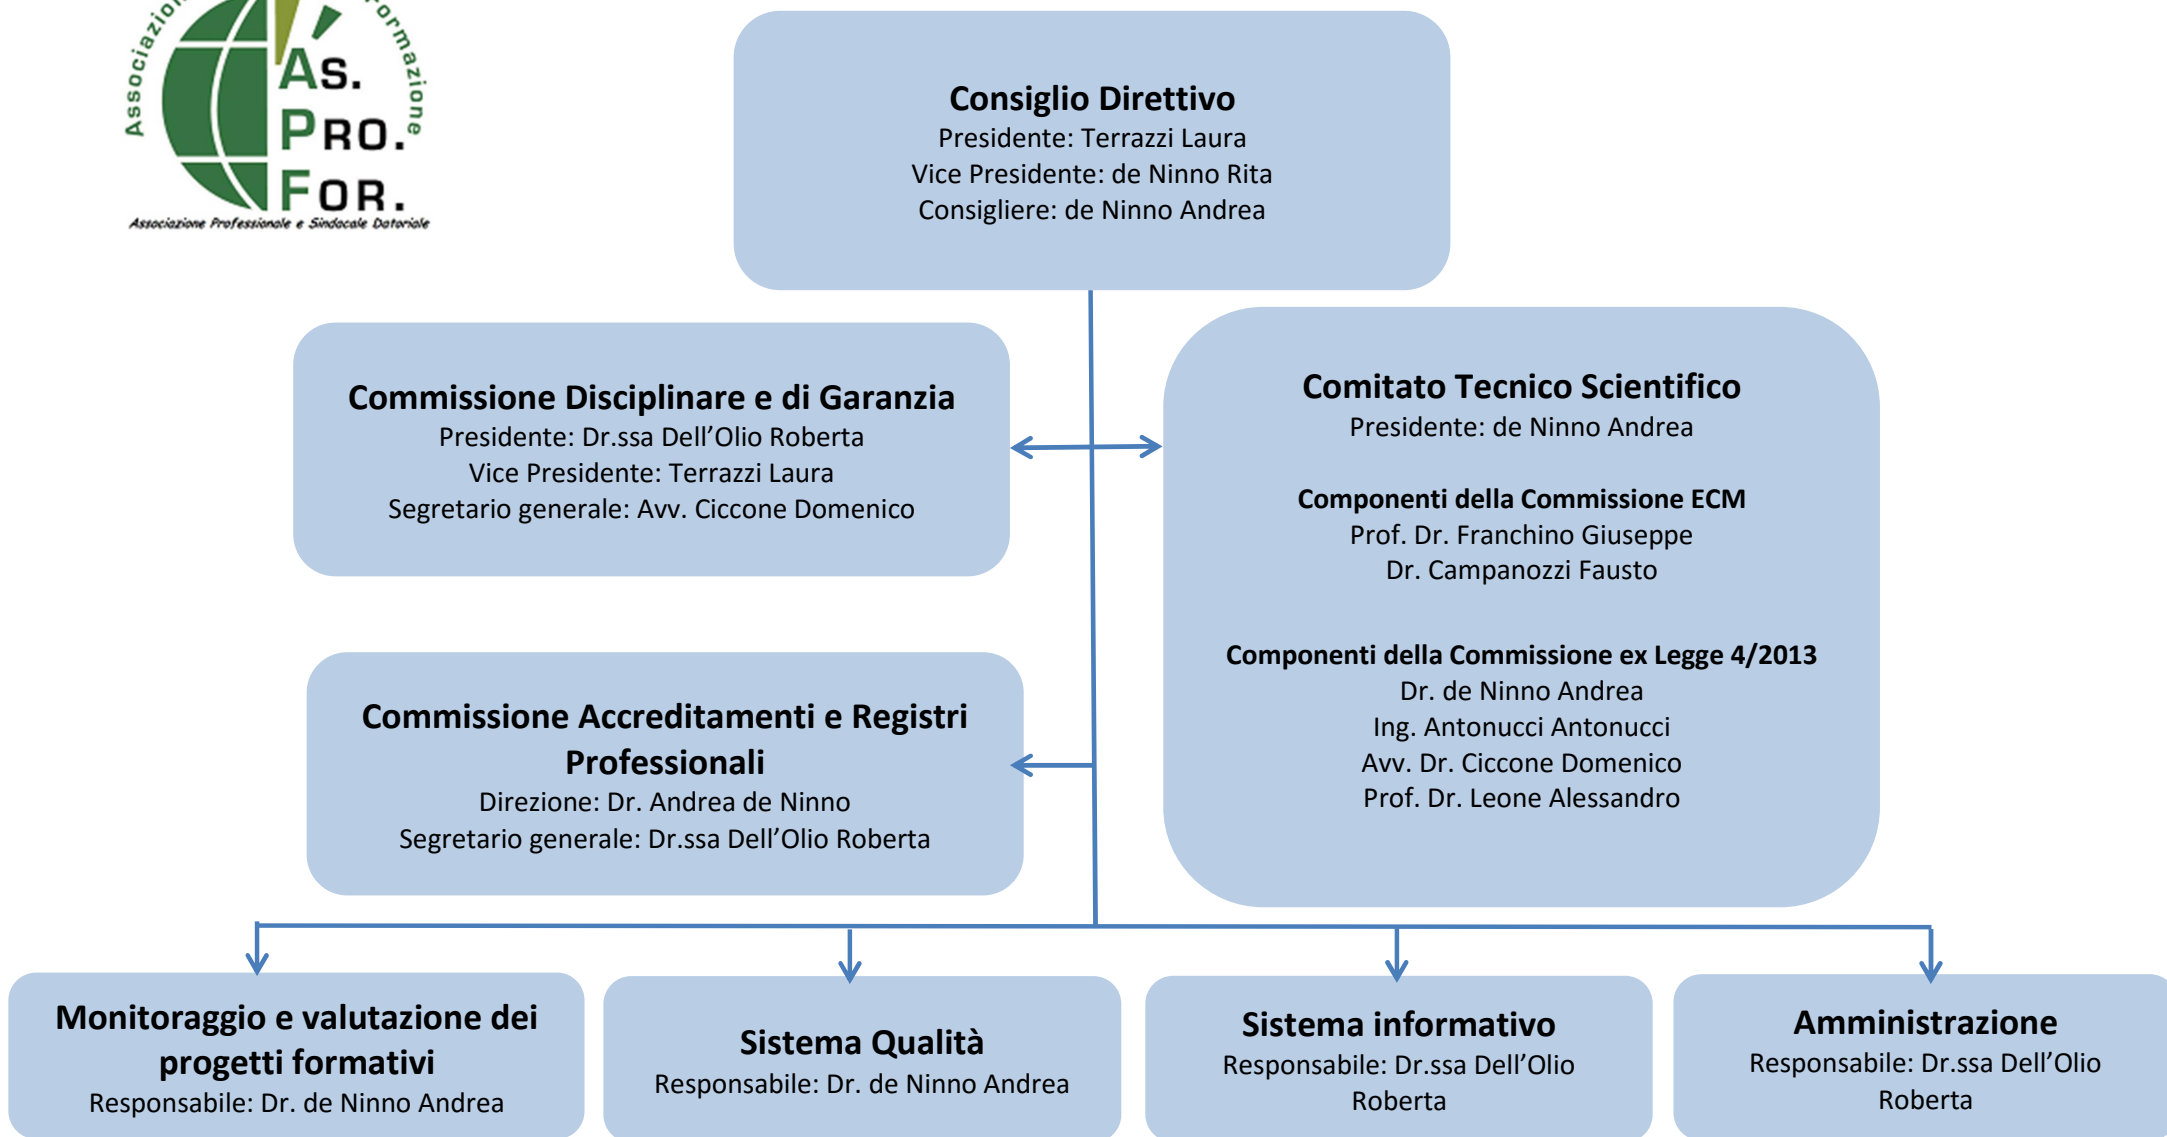 Associazione
Formazione
As.
Pro.
For.
Associazione Professionale e Sindacale Datoriale
Consiglio Direttivo
Presidente: Terrazzi Laura
Vice Presidente: de Ninno Rita
Consigliere: de Ninno Andrea
Commissione Disciplinare e di Garanzia
Presidente: Dr.ssa Dell’Olio Roberta
Vice Presidente: Terrazzi Laura
Segretario generale: Avv. Ciccone Domenico
Comitato Tecnico Scientifico
Presidente: de Ninno Andrea
Componenti della Commissione ECM
Prof. Dr. Franchino Giuseppe
Dr. Campanozzi Fausto
Componenti della Commissione ex Legge 4/2013
Dr. de Ninno Andrea
Ing. Antonucci Antonucci
Avv. Dr. Ciccone Domenico
Prof. Dr. Leone Alessandro
Commissione Accreditamenti e Registri
Professionali
Direzione: Dr. Andrea de Ninno
Segretario generale: Dr.ssa Dell’Olio Roberta
Monitoraggio e valutazione dei
progetti formativi
Responsabile: Dr. de Ninno Andrea
Sistema Qualità
Responsabile: Dr. de Ninno Andrea
Sistema informativo
Responsabile: Dr.ssa Dell’Olio
Roberta
Amministrazione
Responsabile: Dr.ssa Dell’Olio
Roberta